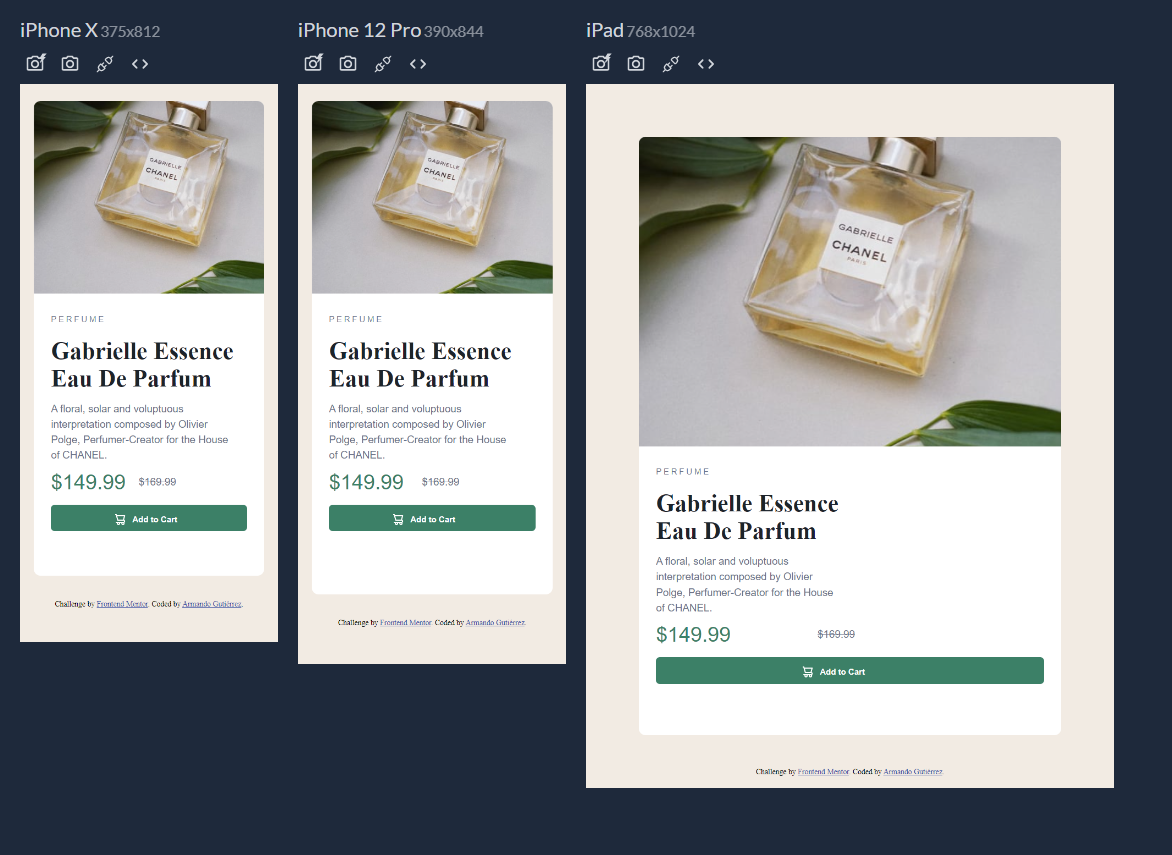 iPhone X 375x812
GABRIELLE
CHANEL
PARIS
PERFUME
Gabrielle Essence
Eau De Parfum
A floral, solar and voluptuous
interpretation composed by Olivier
Polge, Perfumer-Creator for the House
of CHANEL.
$149.99 $169.99
Add to Cart
Challenge by Frontend Mentor. Coded by Armando Gutiérrez.
iPhone 12 Pro 390x844
GABRIELLE
CHANEL
PARIS
PERFUME
Gabrielle Essence
Eau De Parfum
A floral, solar and voluptuous
interpretation composed by Olivier
Polge, Perfumer-Creator for the House
of CHANEL.
$149.99 $169.99
Add to Cart
Challenge by Frontend Mentor. Coded by Armando Gutiérrez.
iPad 768x1024
GABRIELLE
CHANEL
PARIS
PERFUME
Gabrielle Essence
Eau De Parfum
A floral, solar and voluptuous
interpretation composed by Olivier
Polge, Perfumer-Creator for the House
of CHANEL.
$149.99 $169.99
Add to Cart
Challenge by Frontend Mentor. Coded by Armando Gutiérrez.